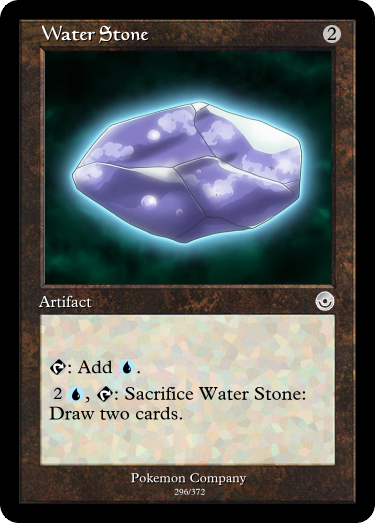 Water Stone 2
Artifact
: Add .
2 , : Sacrifice Water Stone:
Draw two cards.
Pokemon Company
296/372